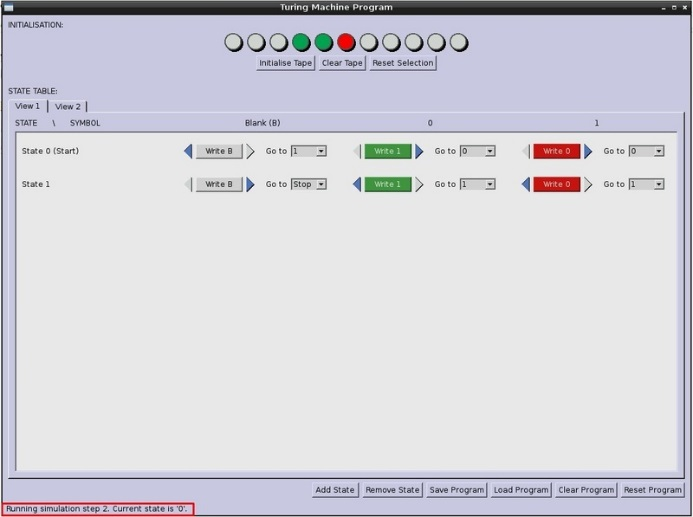 Turing Machine Program
INITIALISATION:
Initialise Tape Clear Tape Reset Selection
STATE TABLE:
View 1 View 2
STATE \ SYMBOL Blank (B) 0 1
State 0 (Start) Write B Go to 1 Write 1 Go to 0 Write 0 Go to 0
State 1 Write B Go to Stop Write 1 Go to 1 Write 0 Go to 1
Add State Remove State Save Program Load Program Clear Program Reset Program
Running simulation step 2. Current state is '0'.